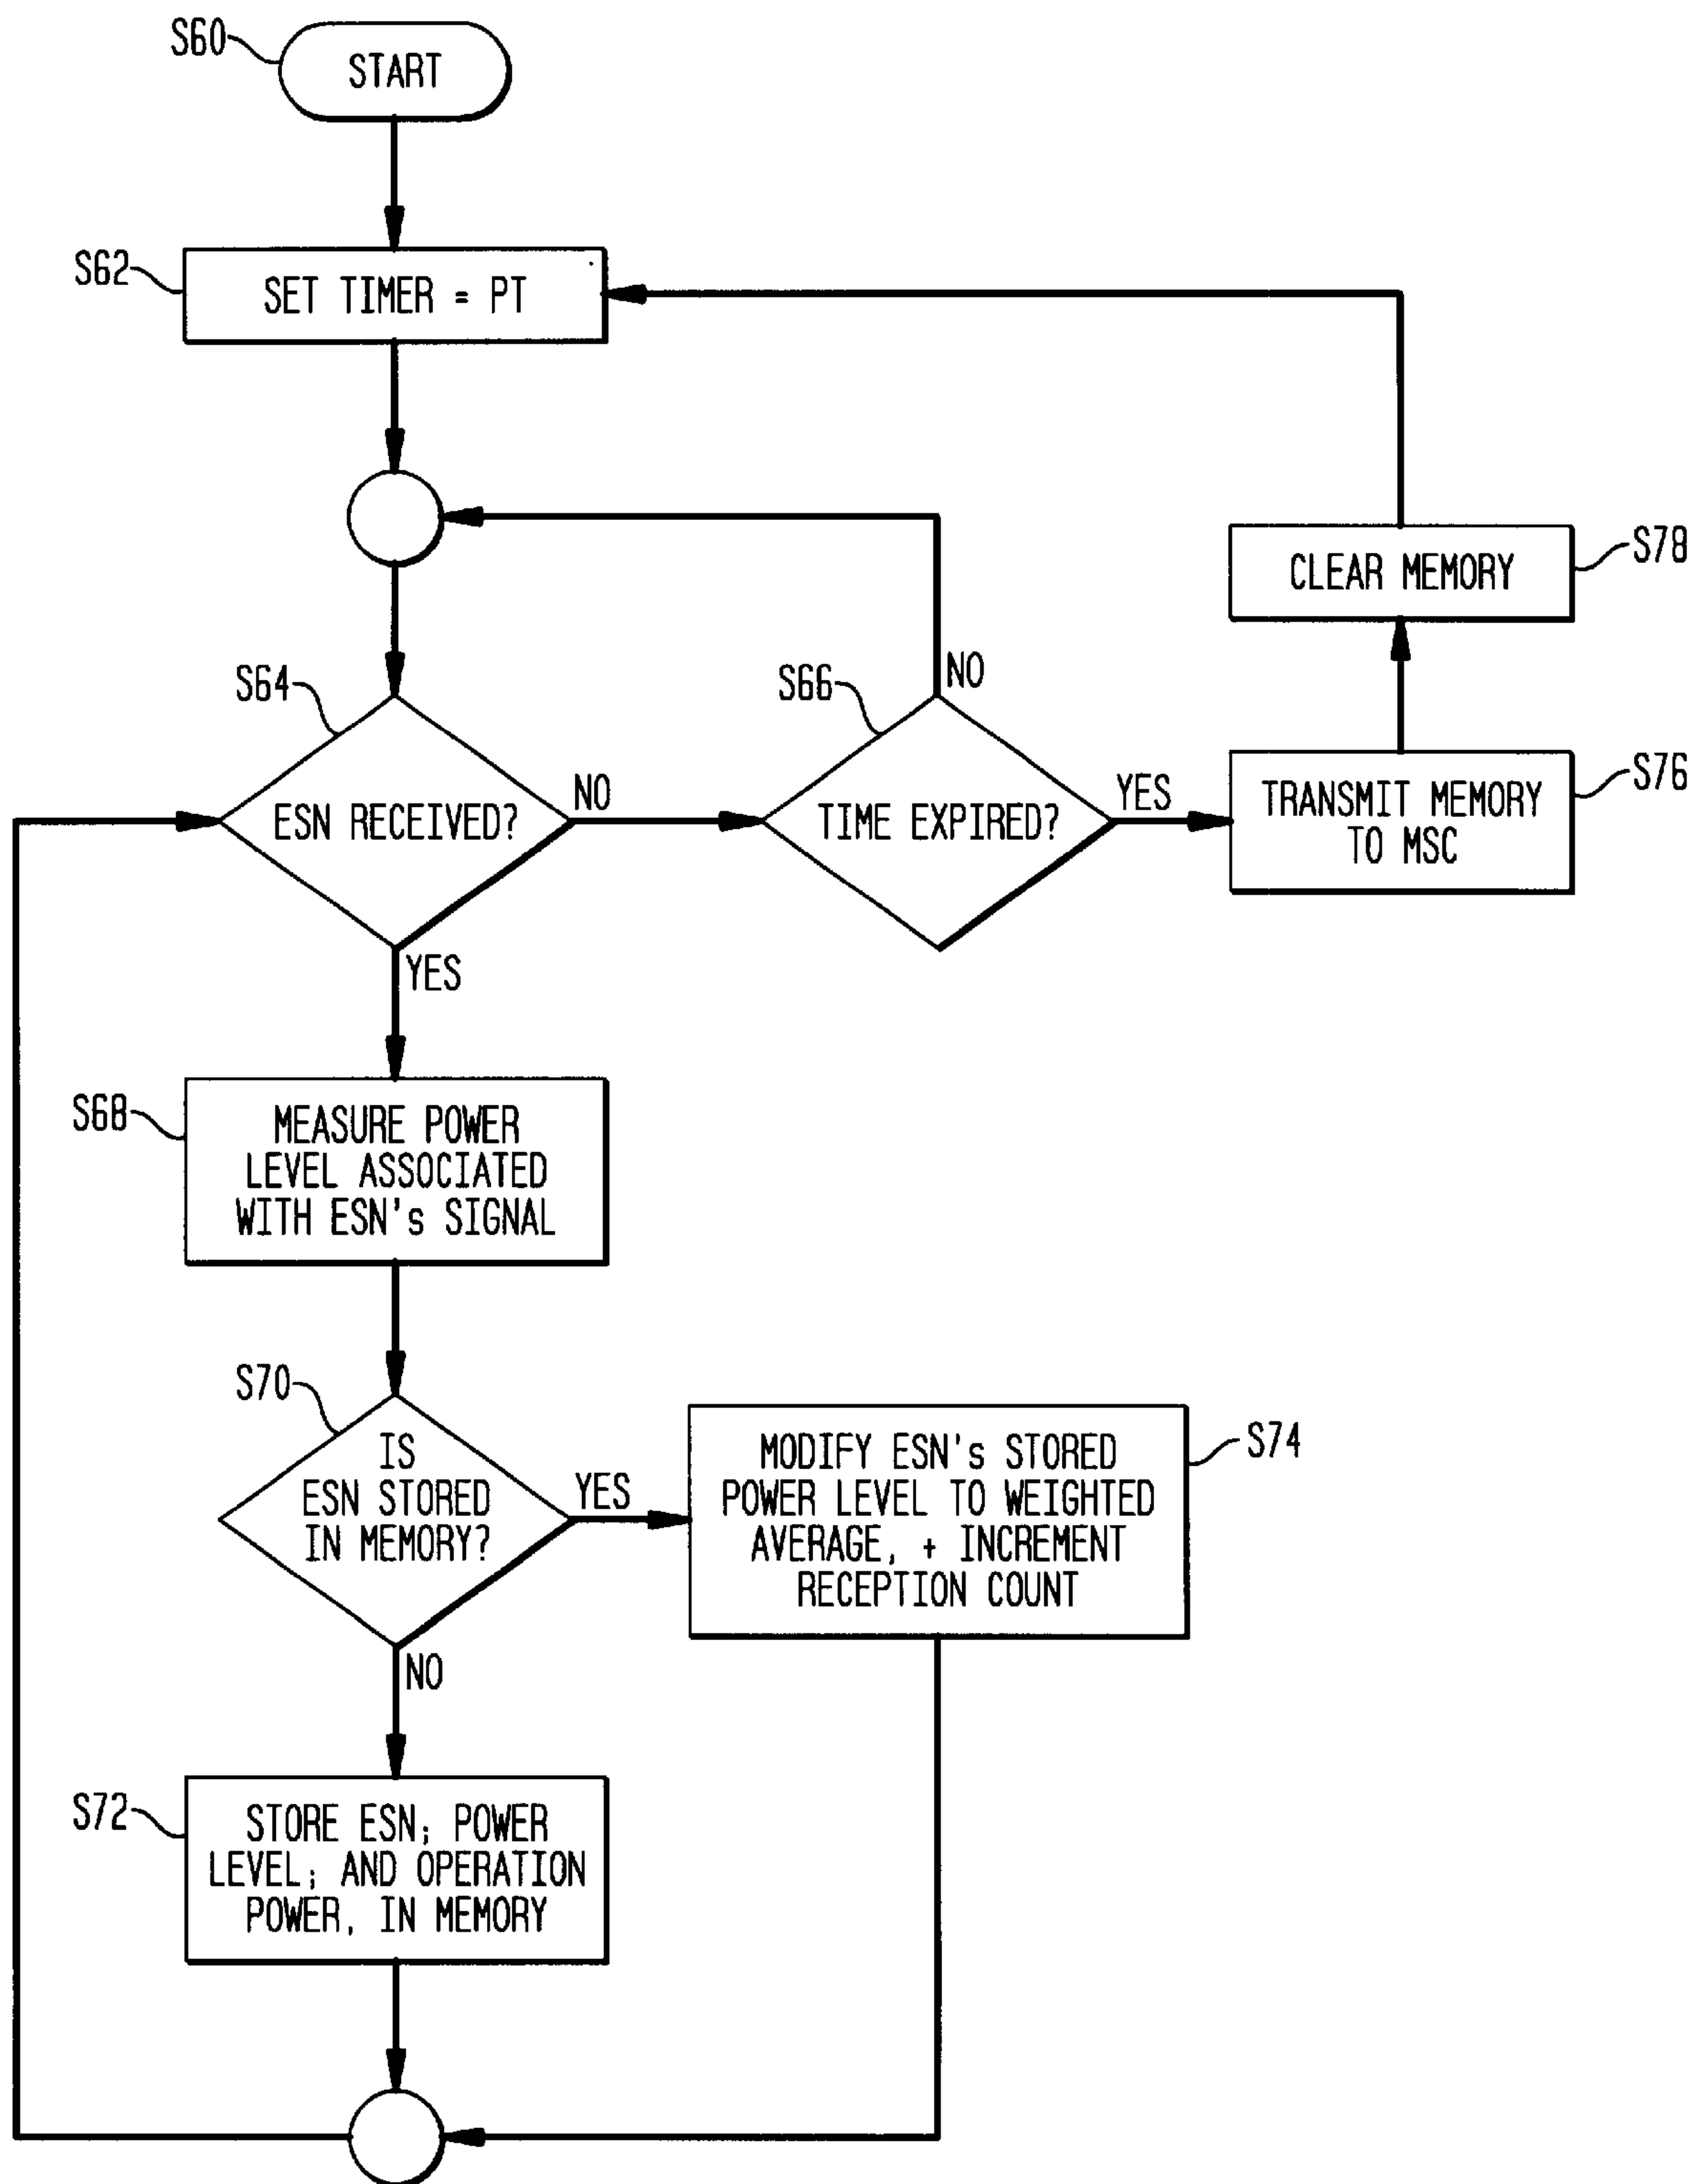 S60
START
S62
SET TIMER = PT
S78
CLEAR MEMORY
S64
S66
NO
ESN RECEIVED?
NO
TIME EXPIRED?
YES
S76
TRANSMIT MEMORY
TO MSC
YES
S68
MEASURE POWER
LEVEL ASSOCIATED
WITH ESN's SIGNAL
S70
IS
ESN STORED
IN MEMORY?
YES
S74
MODIFY ESN's STORED
POWER LEVEL TO WEIGHTED
AVERAGE, + INCREMENT
RECEPTION COUNT
NO
S72
STORE ESN; POWER
LEVEL; AND OPERATION
POWER, IN MEMORY